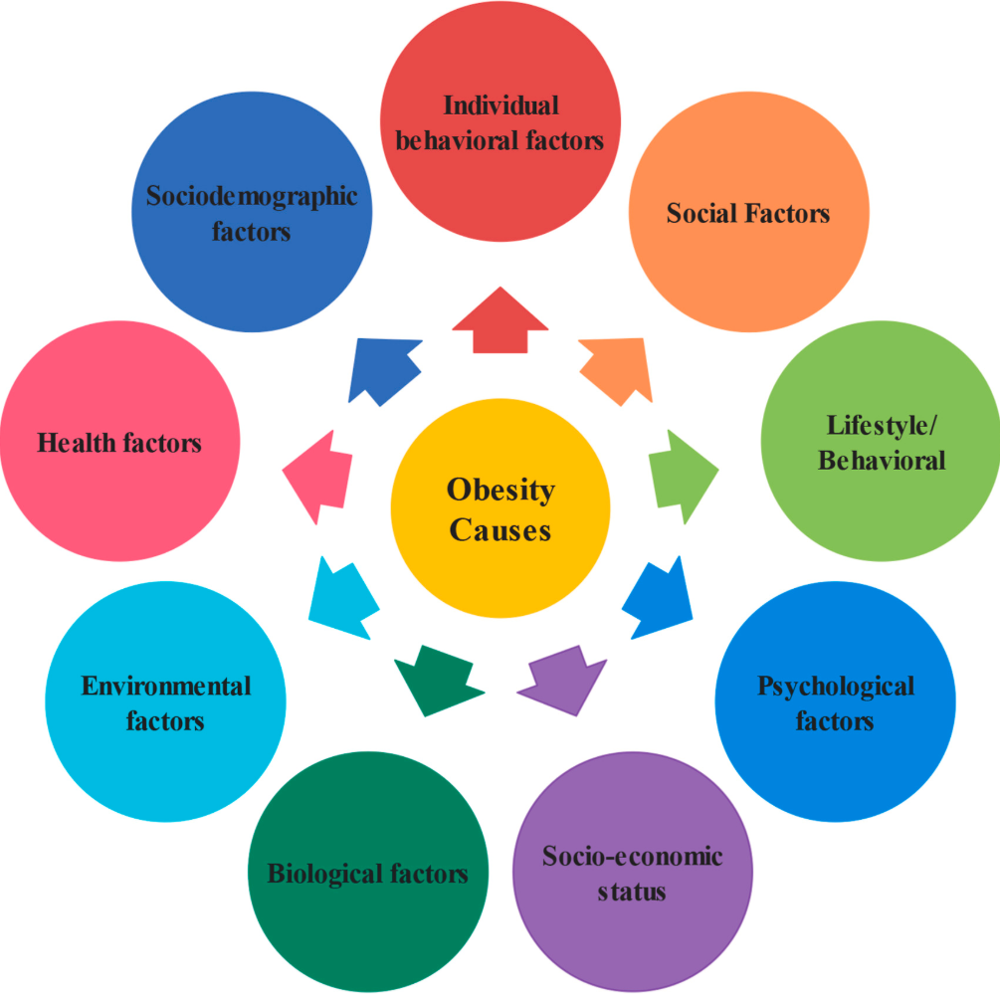 Individual
behavioral factors
Social Factors
Lifestyle/
Behavioral
Psychological
factors
Socio-economic
status
Biological factors
Environmental
factors
Health factors
Sociodemographic
factors
Obesity
Causes